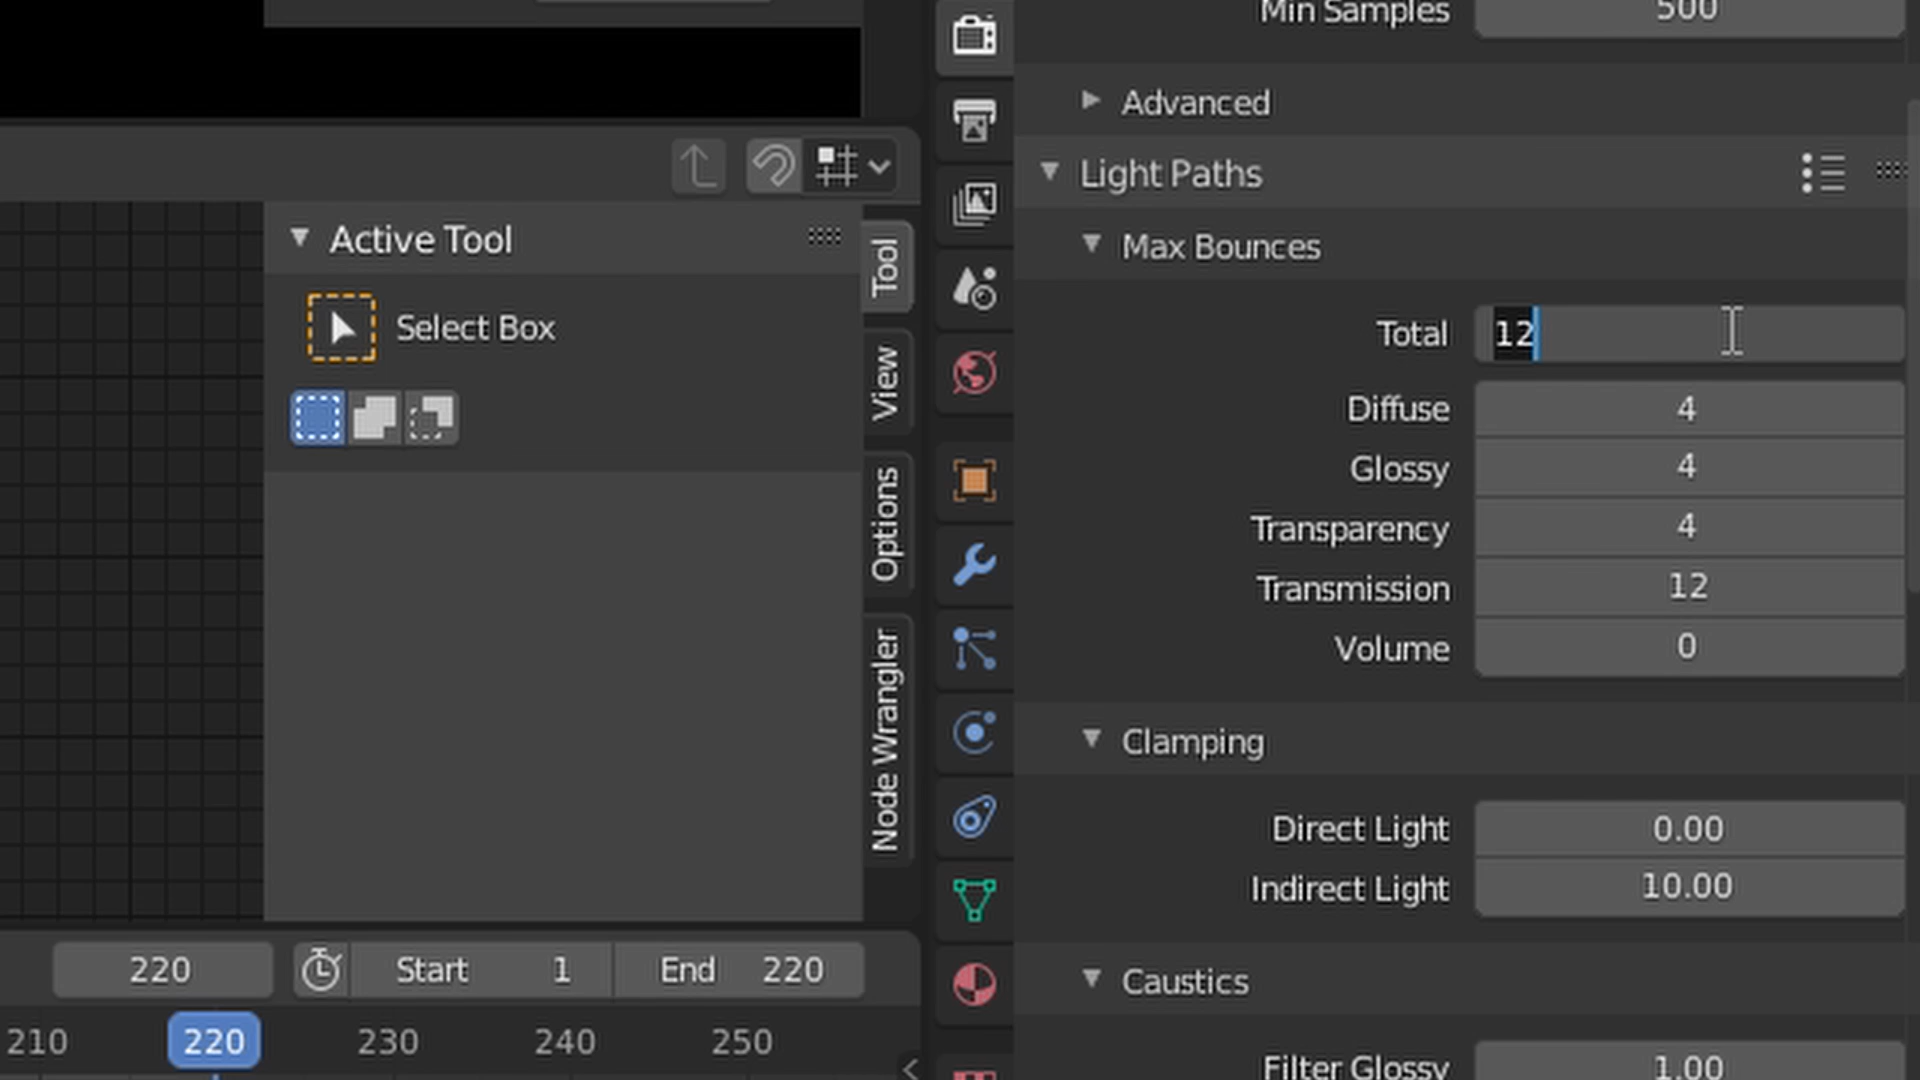 Min Samples 500
Advanced
Light Paths
Max Bounces
Total 12
Diffuse 4
Glossy 4
Transparency 4
Transmission 12
Volume 0
Clamping
Direct Light 0.00
Indirect Light 10.00
Caustics
Filter Glossy 1.00
Active Tool
Select Box
Tool
View
Options
Node Wrangler
220 Start 1 End 220
210 220 230 240 250